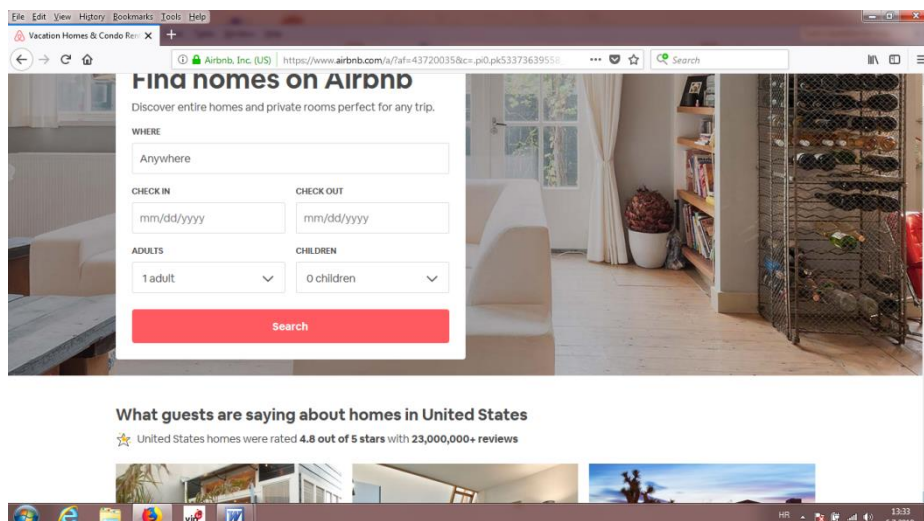 File Edit View History Bookmarks Tools Help
Vacation Homes & Condo Ren
Airbnb, Inc. (US) https://www.airbnb.com/a/?af=43720035&c=.pi0.pk5337363955
Search
Find homes on Airbnb
Discover entire homes and private rooms perfect for any trip.
WHERE
Anywhere
CHECK IN CHECK OUT
mm/dd/yyyy mm/dd/yyyy
ADULTS CHILDREN
1 adult 0 children
Search
What guests are saying about homes in United States
United States homes were rated 4.8 out of 5 stars with 23,000,000+ reviews
HR 13:33